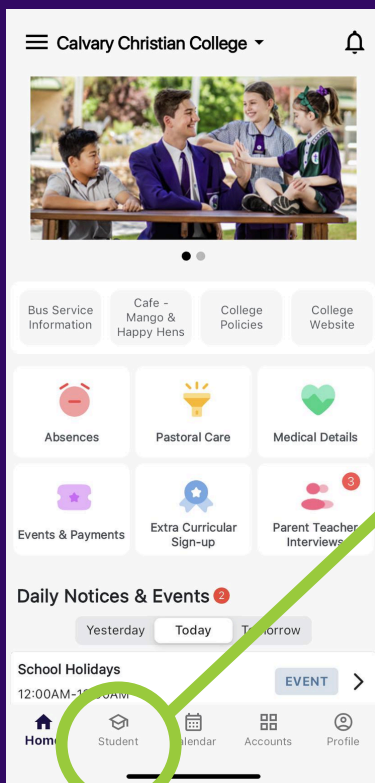 Calvary Christian College
Bus Service
Information
Cafe -
Mango &
Happy Hens
College
Policies
College
Website
Absences
Pastoral Care
Medical Details
Events & Payments
Extra Curricular
Sign-up
3
Parent Teacher
Interviews
Daily Notices & Events 2
Yesterday Today Tomorrow
School Holidays
12:00AM-12:00AM
EVENT
Home
Student
Calendar
Accounts
Profile